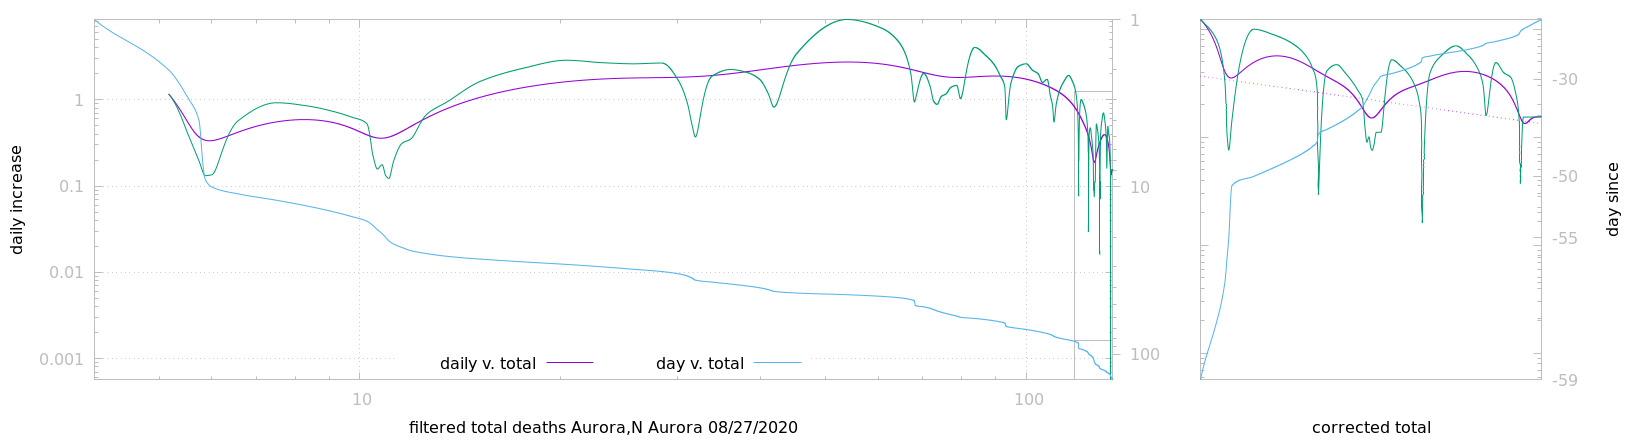 daily increase
1
0.1
0.01
0.001
10
100
1
10
100
daily v. total
day v. total
filtered total deaths Aurora,N Aurora 08/27/2020
-30
-50
-55
-59
day since
corrected total